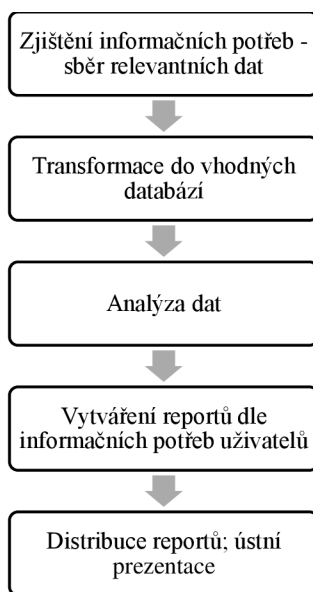 Zjištění informačních potřeb -
sběr relevantních dat
Transformace do vhodných
databází
Analýza dat
Vytváření reportů dle
informačních potřeb uživatelů
Distribuce reportů; ústní
prezentace